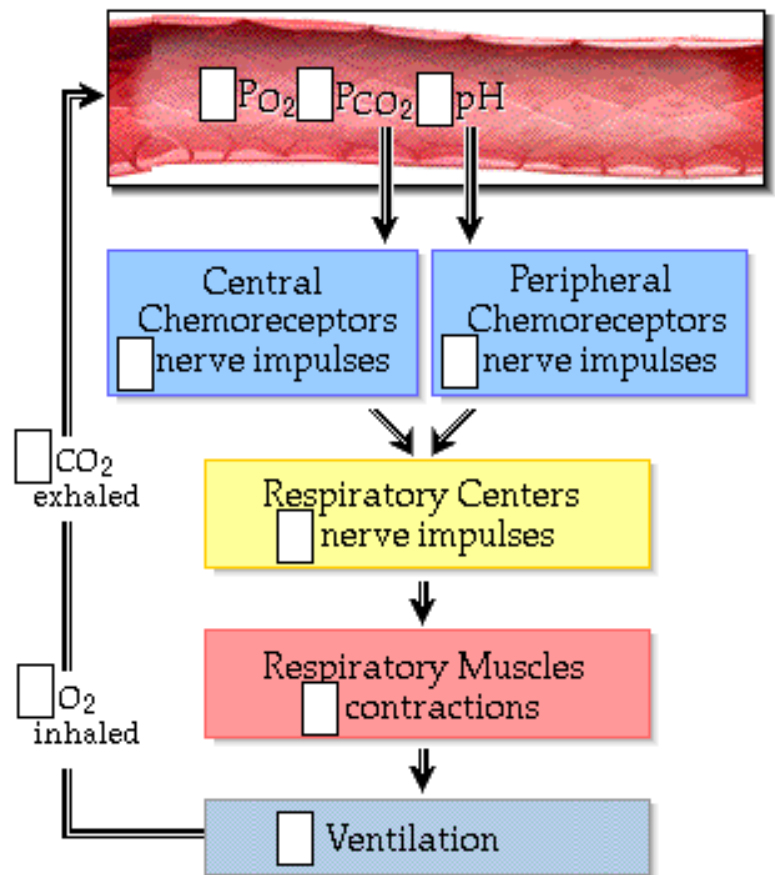 PO₂ PCO₂ pH
Central
Chemoreceptors
nerve impulses
Peripheral
Chemoreceptors
nerve impulses
CO₂
exhaled
Respiratory Centers
nerve impulses
Respiratory Muscles
contractions
O₂
inhaled
Ventilation